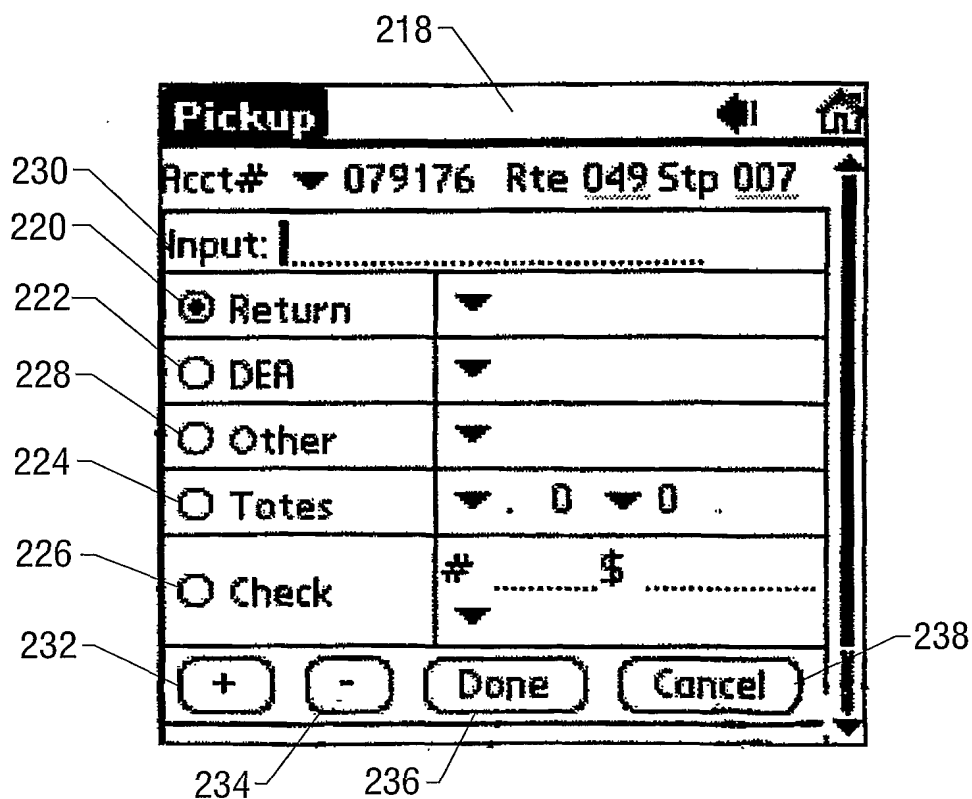 218
Pickup
230
Acct# 079176 Rte 049 Stp 007
220
Input:
222
Return
DEA
228
Other
224
Totes . 0 0
226
Check # $
232
+ - Done Cancel
238
234 236